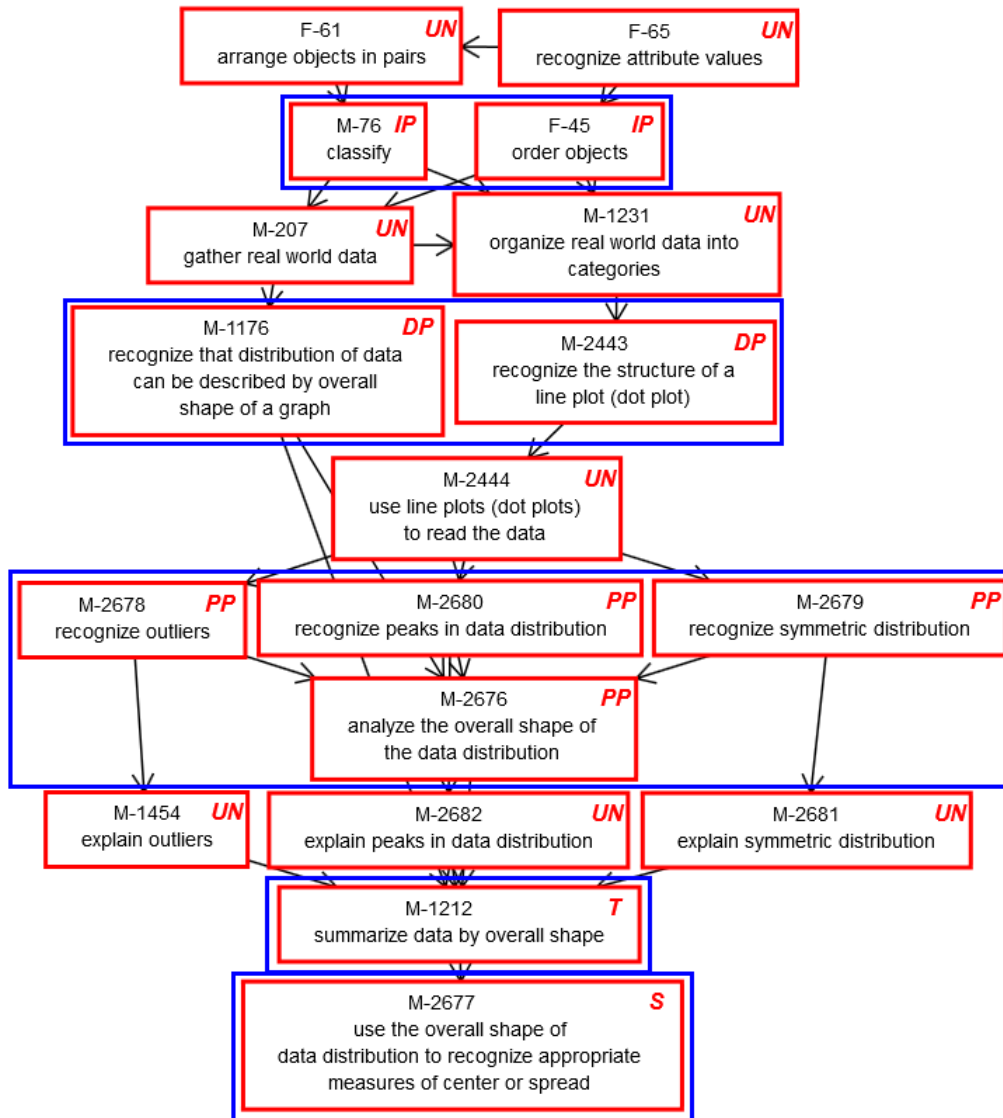 F-61 UN
arrange objects in pairs
F-65 UN
recognize attribute values
M-76 IP
classify
F-45 IP
order objects
M-207 UN
gather real world data
M-1231 UN
organize real world data into
categories
M-1176 DP
recognize that distribution of data
can be described by overall
shape of a graph
M-2443 DP
recognize the structure of a
line plot (dot plot)
M-2444 UN
use line plots (dot plots)
to read the data
M-2678 PP
recognize outliers
M-2680 PP
recognize peaks in data distribution
M-2679 PP
recognize symmetric distribution
M-2676 PP
analyze the overall shape of
the data distribution
M-1454 UN
explain outliers
M-2682 UN
explain peaks in data distribution
M-2681 UN
explain symmetric distribution
M-1212 T
summarize data by overall shape
M-2677 S
use the overall shape of
data distribution to recognize appropriate
measures of center or spread